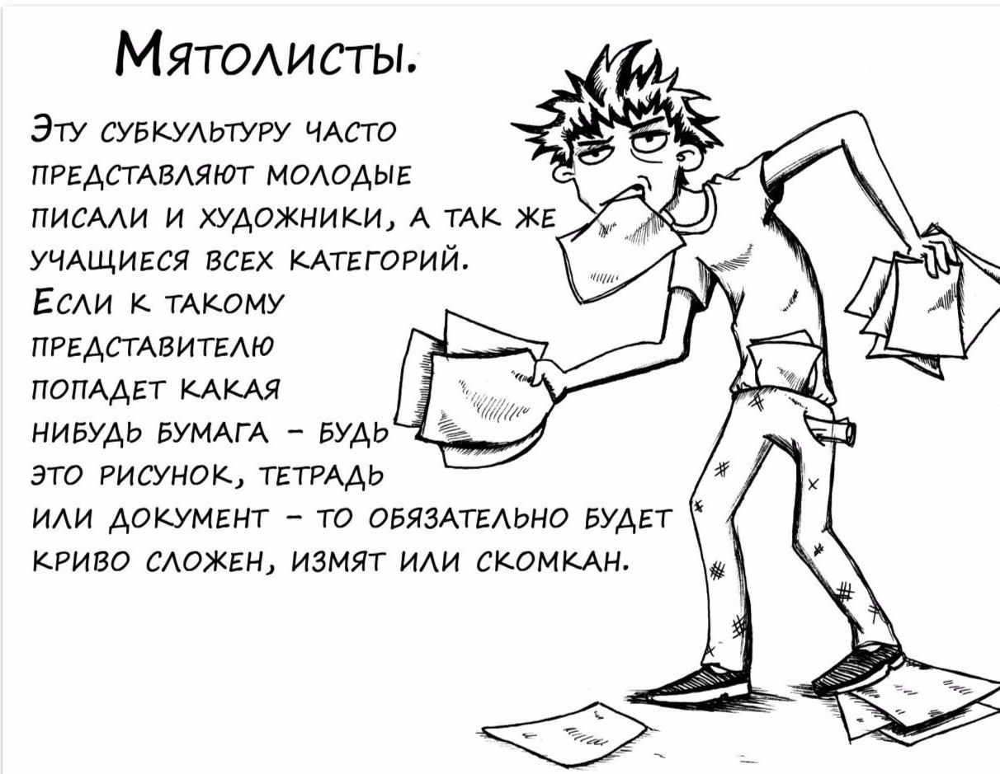 Мятолисты.
Эту субкультуру часто
представляют молодые
писали и художники, а так же
учащиеся всех категорий.
Если к такому
представителю
попадет какая
нибудь бумага – будь
это рисунок, тетрадь
или документ – то обязательно будет
криво сложен, измят или скомкан.